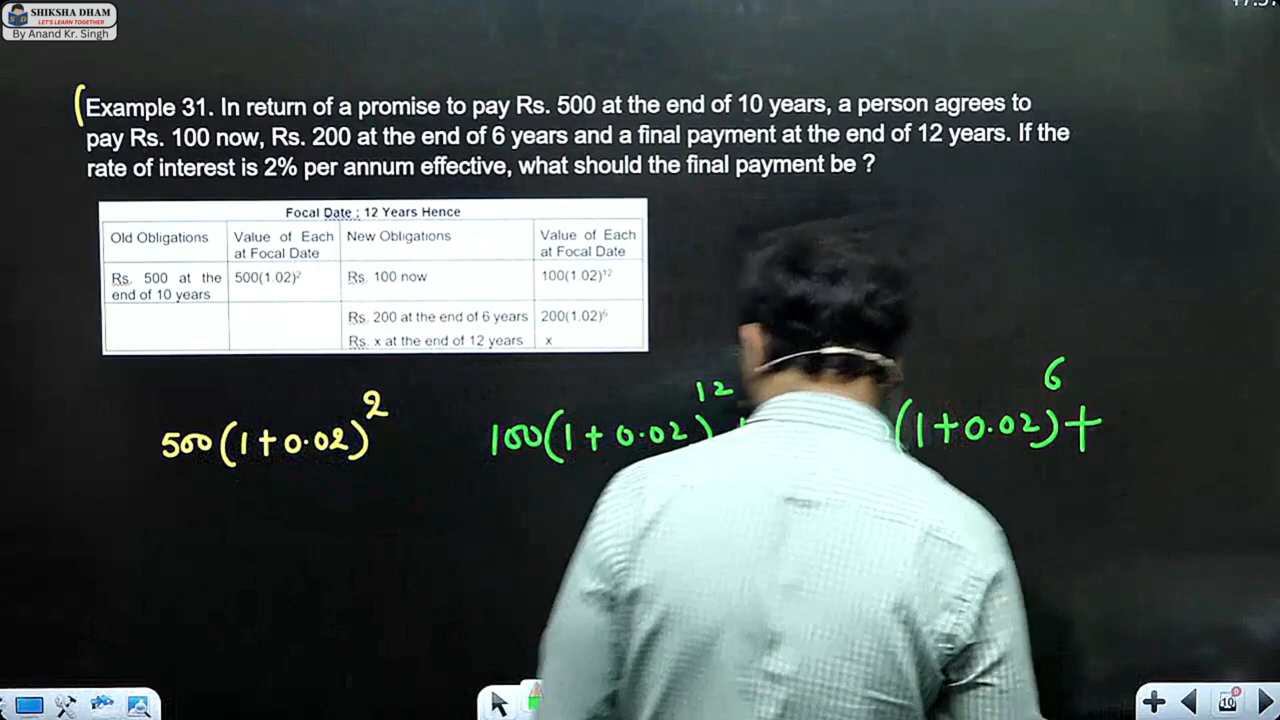 SHIKSHA DHAM
LET'S LEARN TOGETHER
By Anand Kr. Singh
Example 31. In return of a promise to pay Rs. 500 at the end of 10 years, a person agrees to
pay Rs. 100 now, Rs. 200 at the end of 6 years and a final payment at the end of 12 years. If the
rate of interest is 2% per annum effective, what should the final payment be ?
Focal Date : 12 Years Hence
Old Obligations | Value of Each at Focal Date | New Obligations | Value of Each at Focal Date
Rs. 500 at the end of 10 years | 500(1.02)² | Rs. 100 now | 100(1.02)¹²
Rs. 200 at the end of 6 years | 200(1.02)⁶
Rs. x at the end of 12 years | x
500(1+0.02)² 100(1+0.02)¹² (1+0.02)⁶+
10